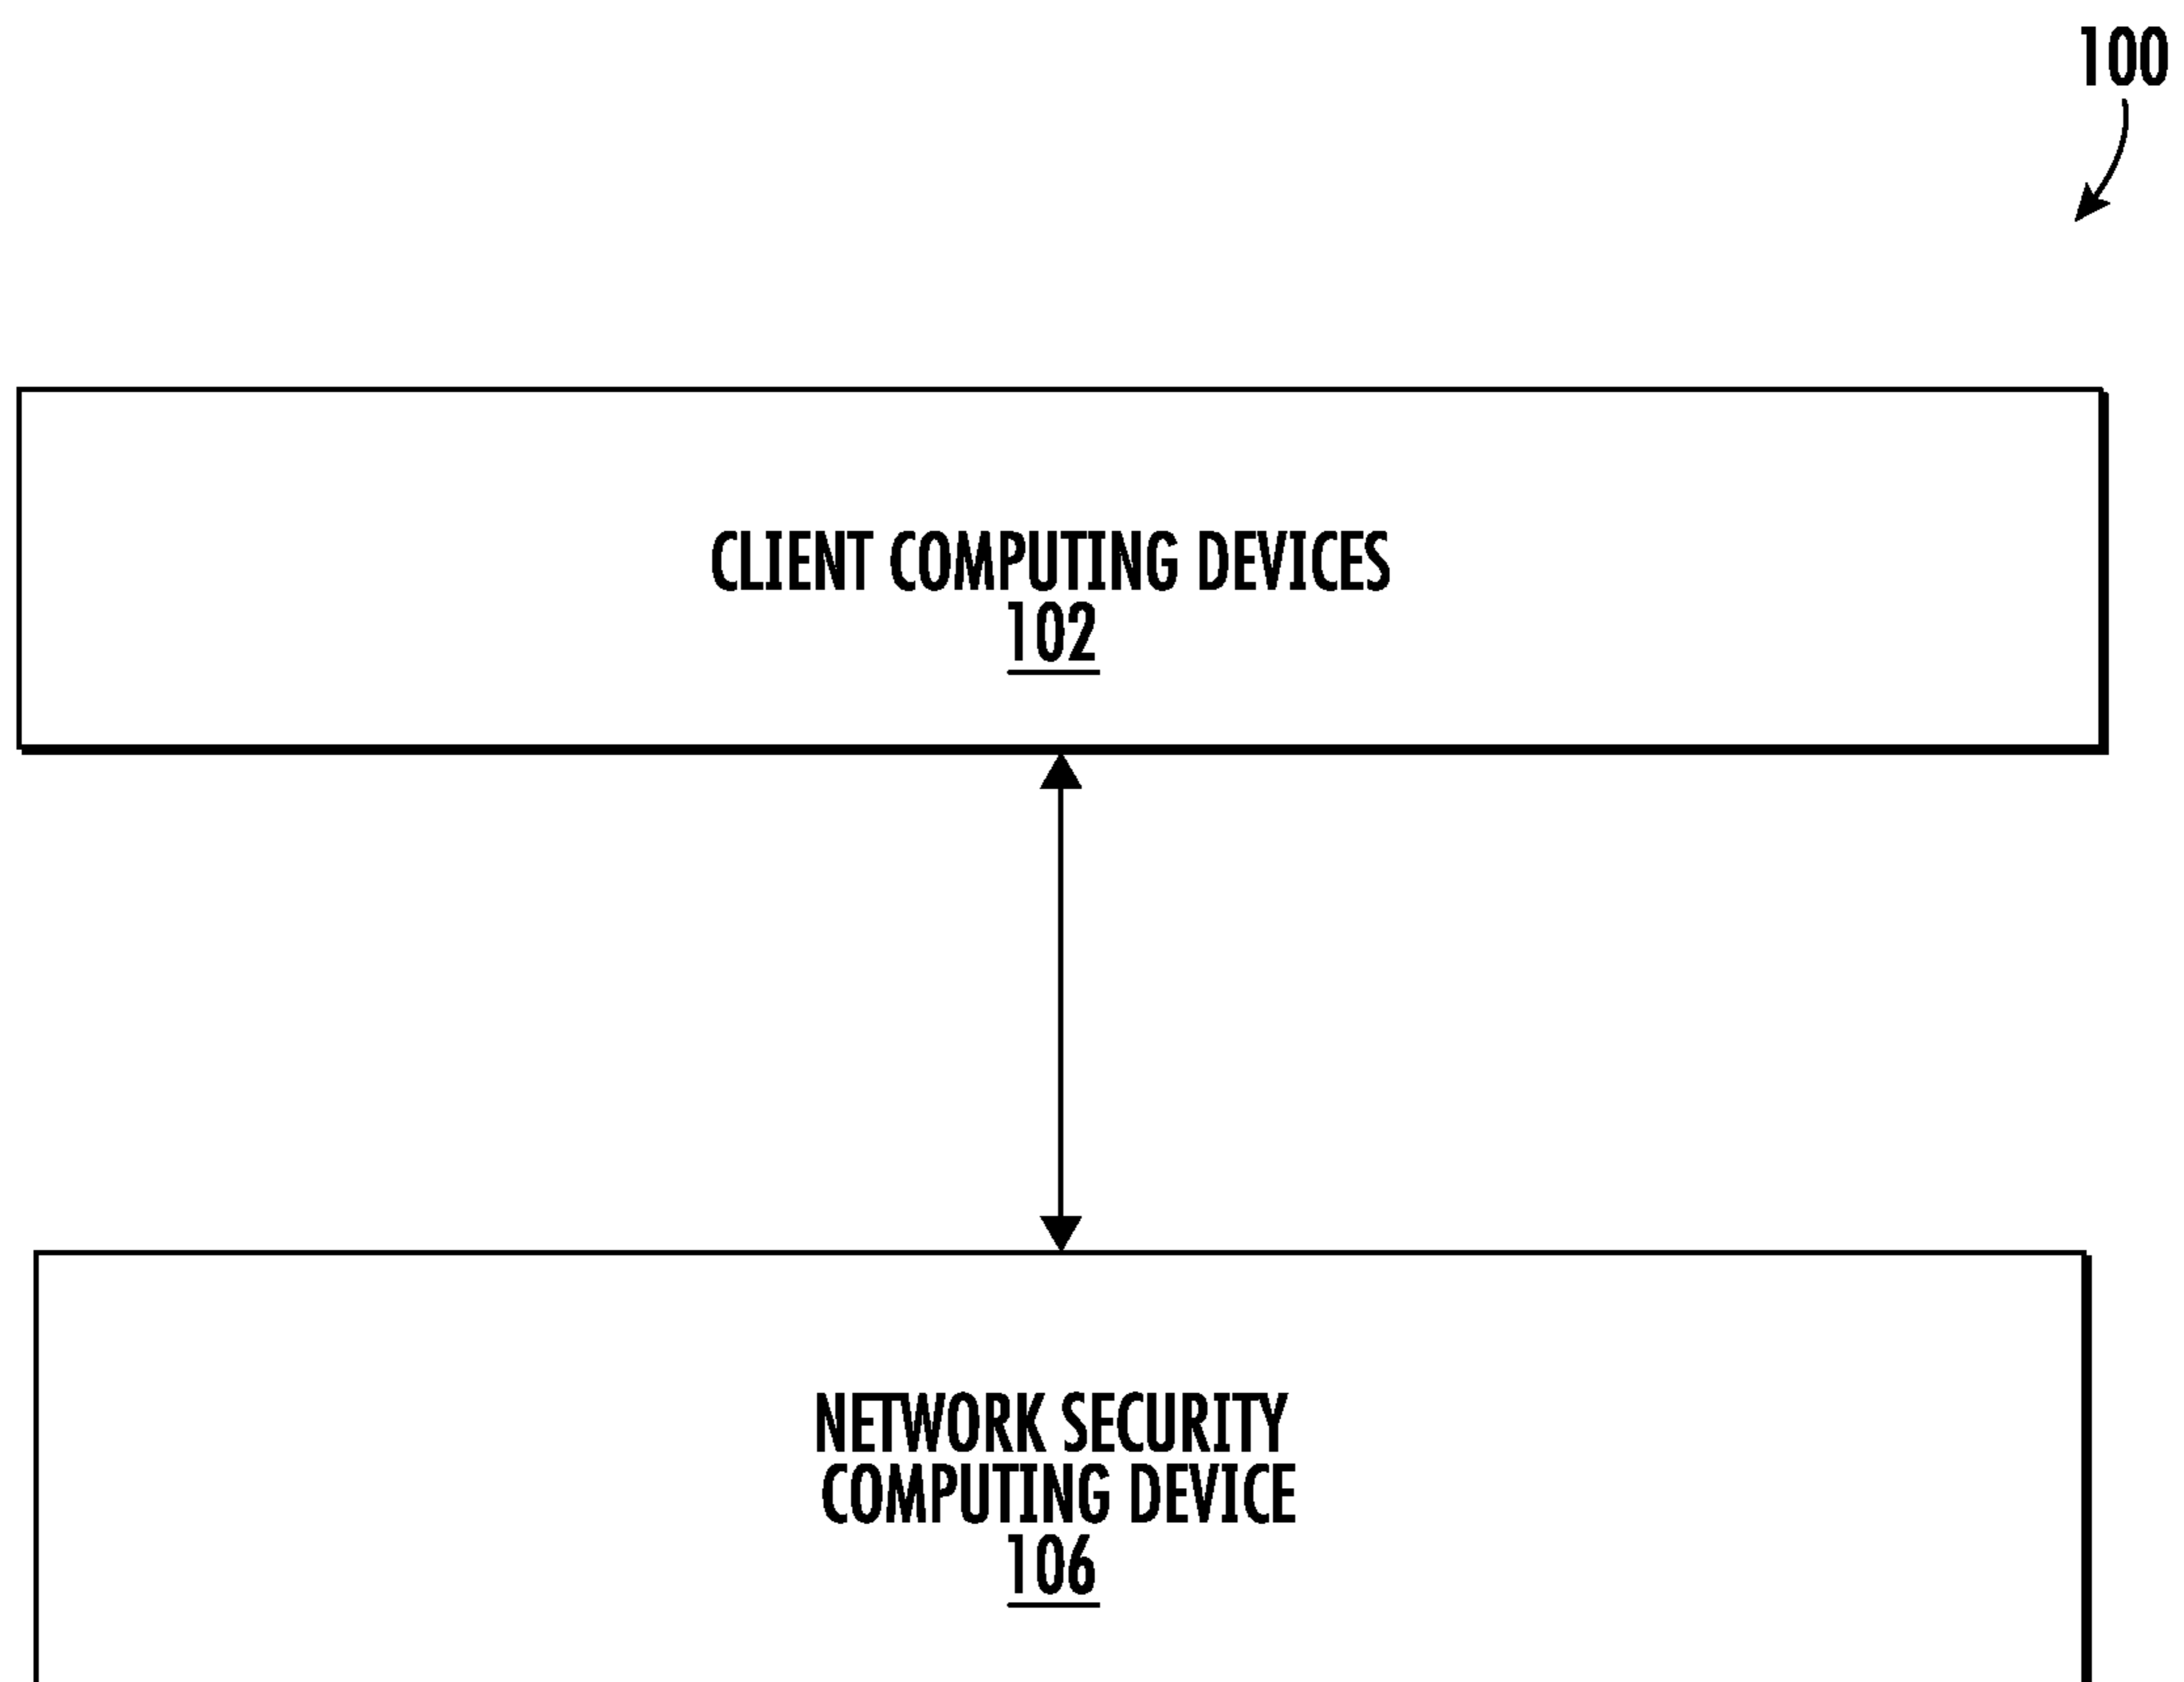 100
CLIENT COMPUTING DEVICES
102
NETWORK SECURITY
COMPUTING DEVICE
106